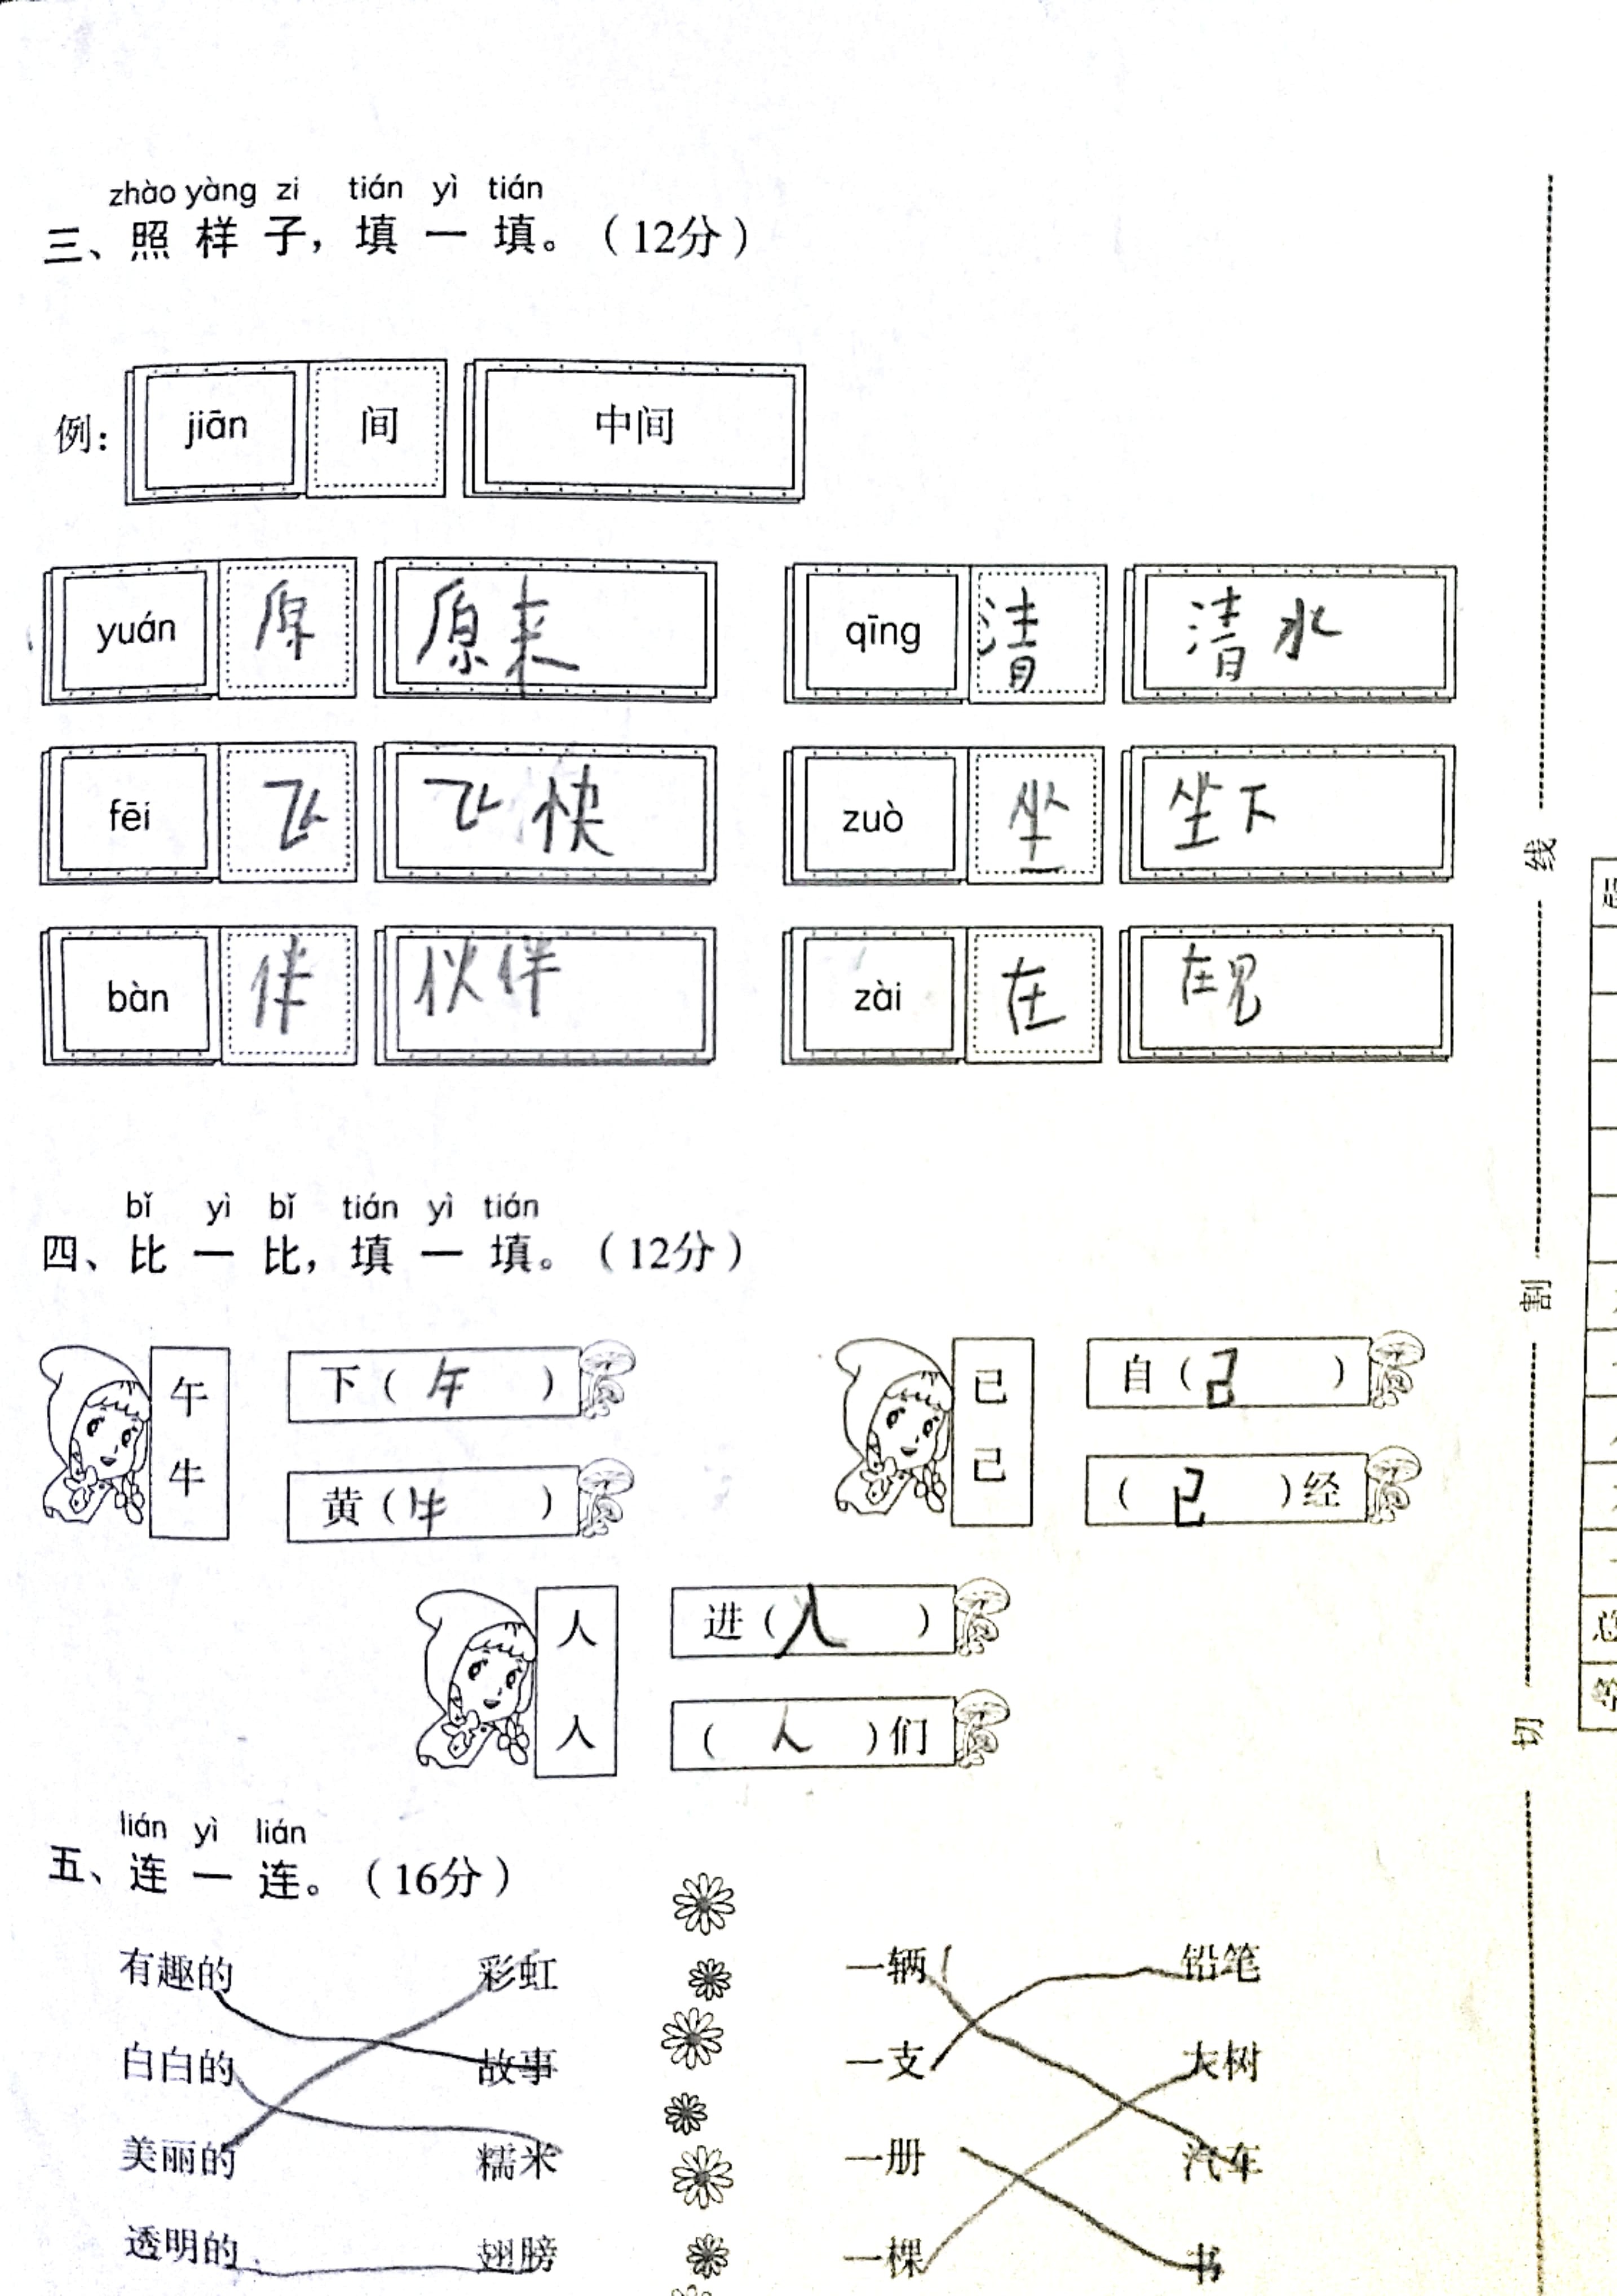 zhào yàng zi tián yì tián
三、照样子，填一填。（12分）
例： jiān 间 中间
yuán 原 原来 qīng 清 清水
fēi 飞 飞快 zuò 坐 坐下
bàn 伴 伙伴 zài 在
bǐ yì bǐ tián yì tián
四、比一比，填一填。（12分）
午 下（午） 已 自（己）
牛 黄（牛） 己 （已）经
人 进（入）
入 （人）们
lián yì lián
五、连一连。（16分）
有趣的 彩虹 一辆 铅笔
白白的 故事 一支 大树
美丽的 糯米 一册 汽车
透明的 翅膀 一棵 书
线
割
切
总